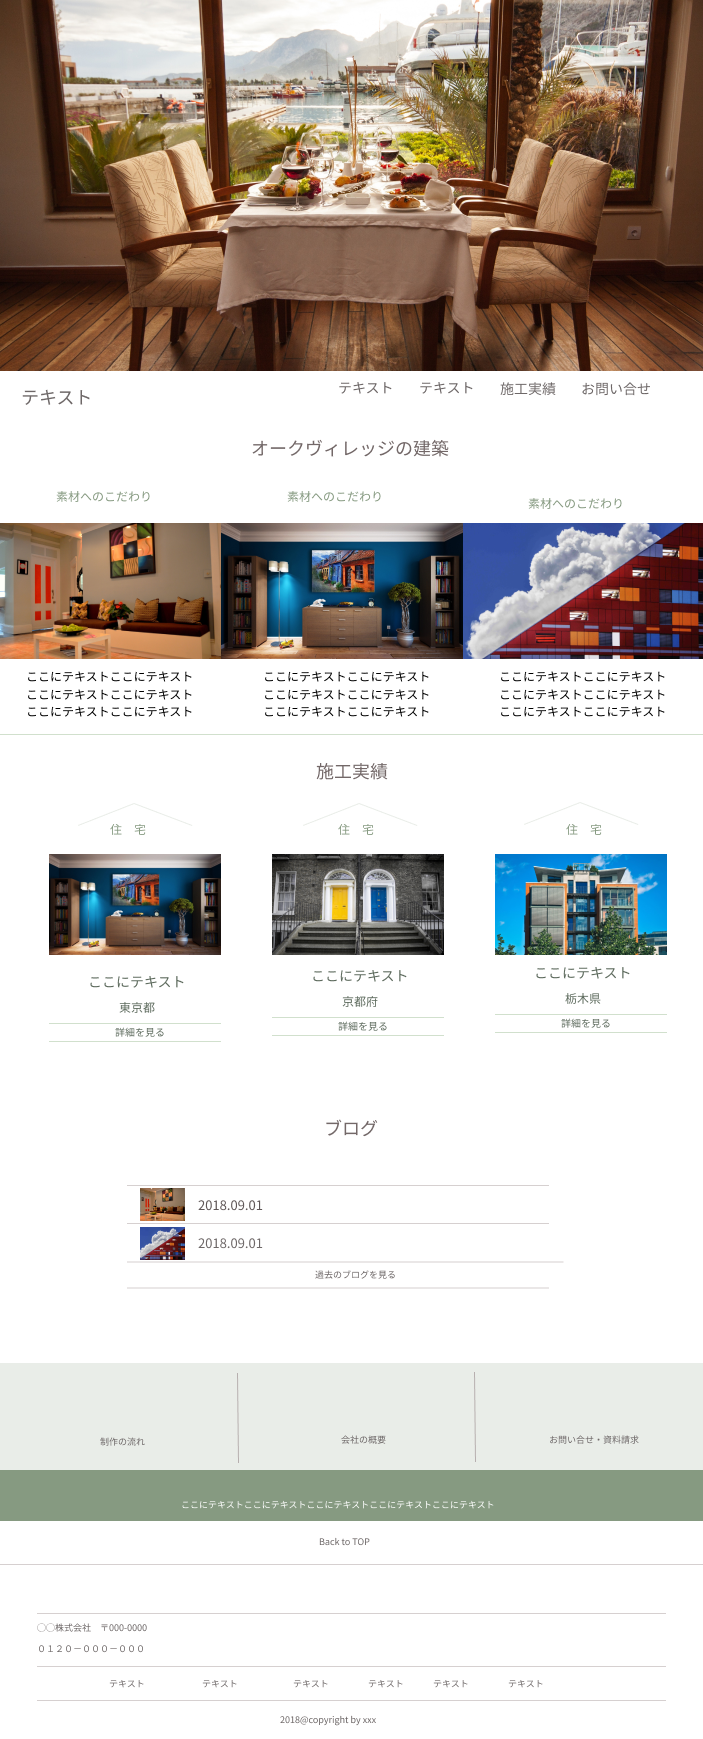 テキスト
テキスト
テキスト
施工実績
お問い合せ
オークヴィレッジの建築
素材へのこだわり
素材へのこだわり
素材へのこだわり
ここにテキストここにテキスト
ここにテキストここにテキスト
ここにテキストここにテキスト
ここにテキストここにテキスト
ここにテキストここにテキスト
ここにテキストここにテキスト
ここにテキストここにテキスト
ここにテキストここにテキスト
ここにテキストここにテキスト
施工実績
住　宅
住　宅
住　宅
ここにテキスト
東京都
詳細を見る
ここにテキスト
京都府
詳細を見る
ここにテキスト
栃木県
詳細を見る
ブログ
2018.09.01
2018.09.01
過去のブログを見る
制作の流れ
会社の概要
お問い合せ・資料請求
ここにテキストここにテキストここにテキストここにテキストここにテキスト
Back to TOP
◯◯株式会社　〒000-0000
０１２０－０００－０００
テキスト
テキスト
テキスト
テキスト
テキスト
テキスト
2018@copyright by xxx